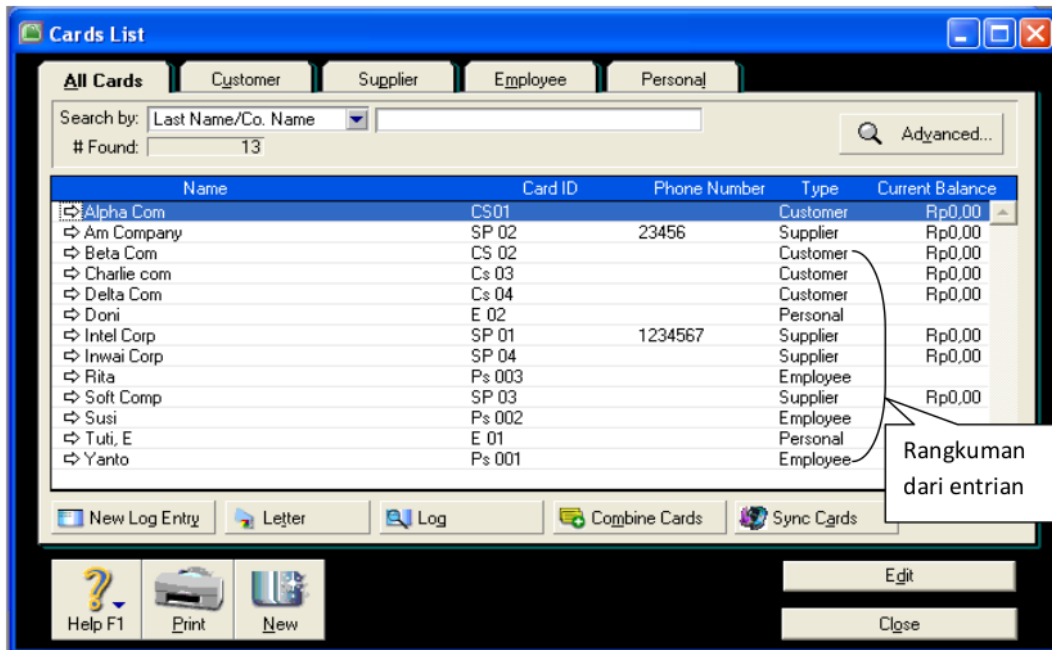 Cards List
All Cards Customer Supplier Employee Personal
Search by: Last Name/Co. Name
# Found: 13
Advanced...
Name Card ID Phone Number Type Current Balance
Alpha Com CS01 Customer Rp0,00
Am Company SP 02 23456 Supplier Rp0,00
Beta Com CS 02 Customer Rp0,00
Charlie com Cs 03 Customer Rp0,00
Delta Com Cs 04 Customer Rp0,00
Doni E 02 Personal
Intel Corp SP 01 1234567 Supplier Rp0,00
Inwai Corp SP 04 Supplier Rp0,00
Rita Ps 003 Employee
Soft Comp SP 03 Supplier Rp0,00
Susi Ps 002 Employee
Tuti, E E 01 Personal
Yanto Ps 001 Employee
Rangkuman
dari entrian
New Log Entry Letter Log Combine Cards Sync Cards
Help F1 Print New
Edit
Close